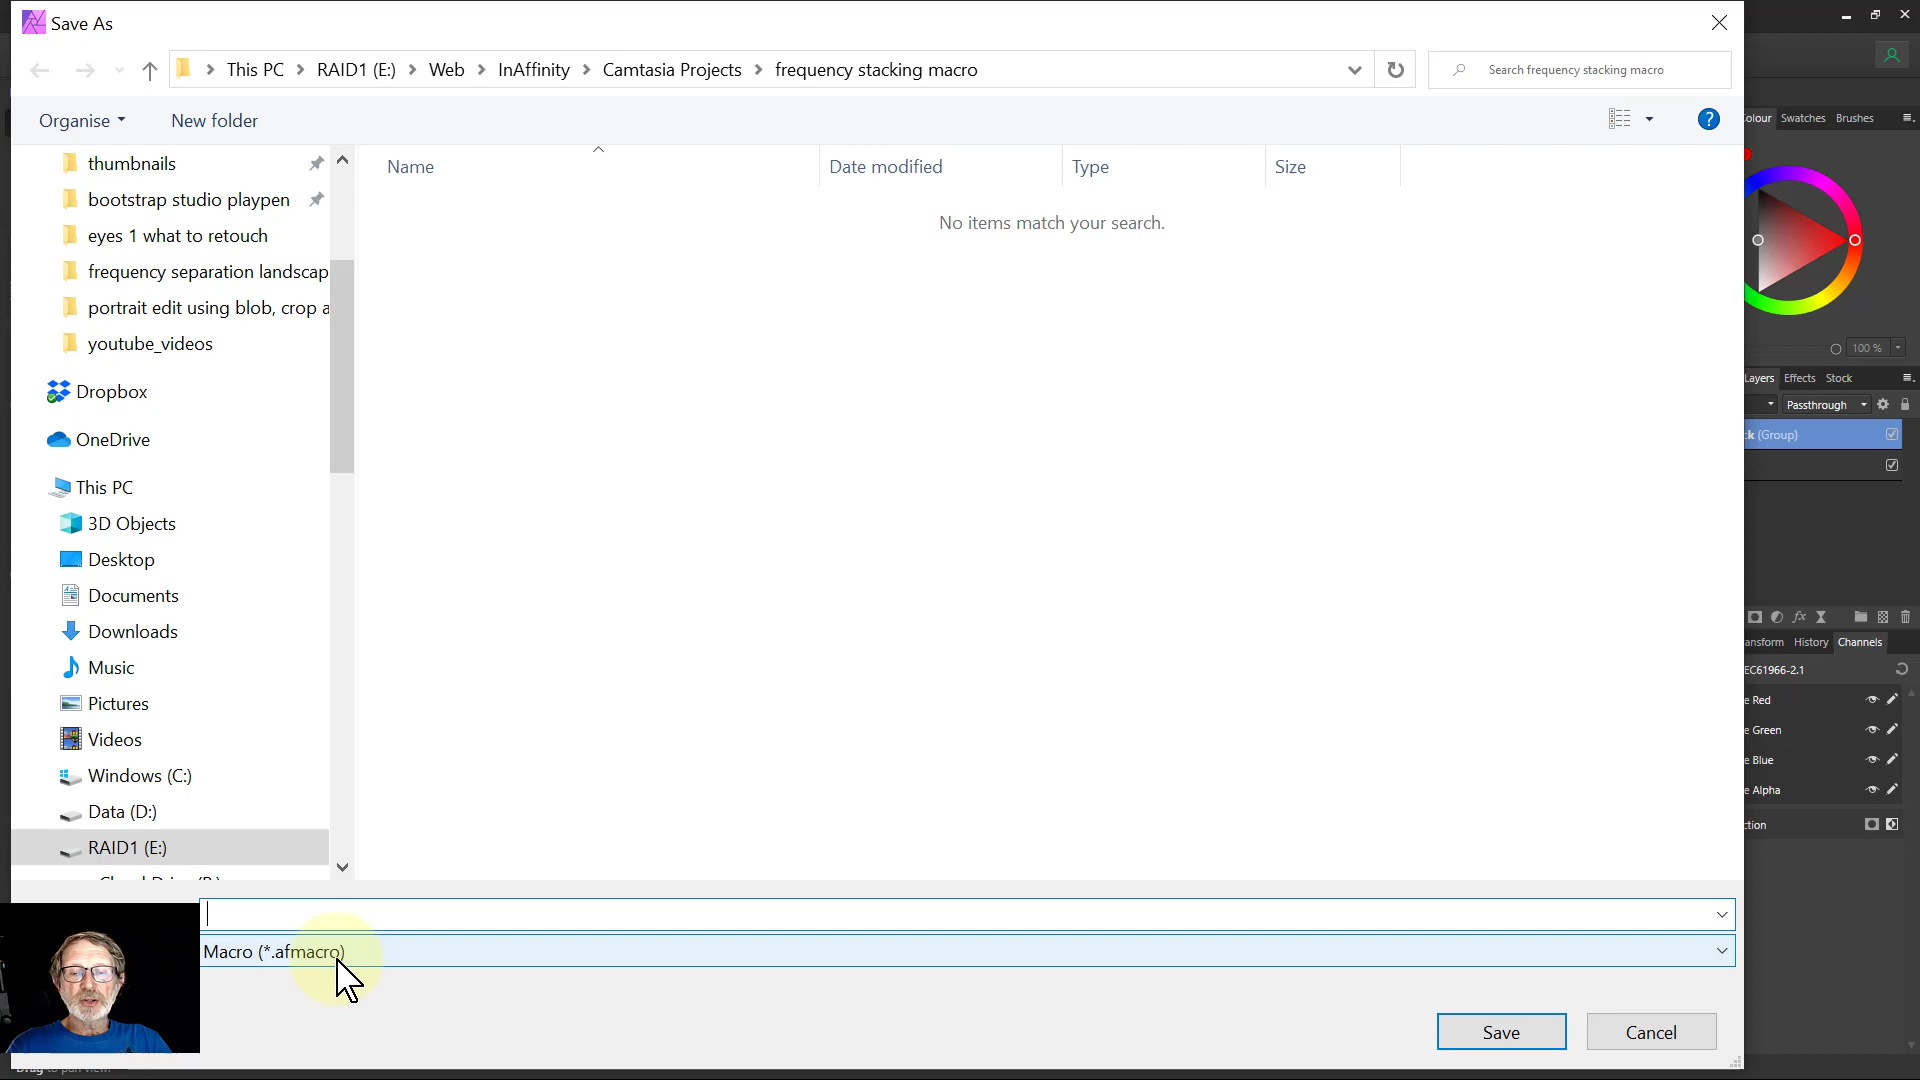 Save As
This PC > RAID1 (E:) > Web > InAffinity > Camtasia Projects > frequency stacking macro
Search frequency stacking macro
Organise
New folder
Name
Date modified
Type
Size
No items match your search.
thumbnails
bootstrap studio playpen
eyes 1 what to retouch
frequency separation landscap
portrait edit using blob, crop a
youtube_videos
Dropbox
OneDrive
This PC
3D Objects
Desktop
Documents
Downloads
Music
Pictures
Videos
Windows (C:)
Data (D:)
RAID1 (E:)
Macro (*.afmacro)
Save
Cancel
olour Swatches Brushes
100 %
Layers Effects Stock
Passthrough
ck (Group)
fx
ansform History Channels
EC61966-2.1
e Red
e Green
e Blue
e Alpha
ction